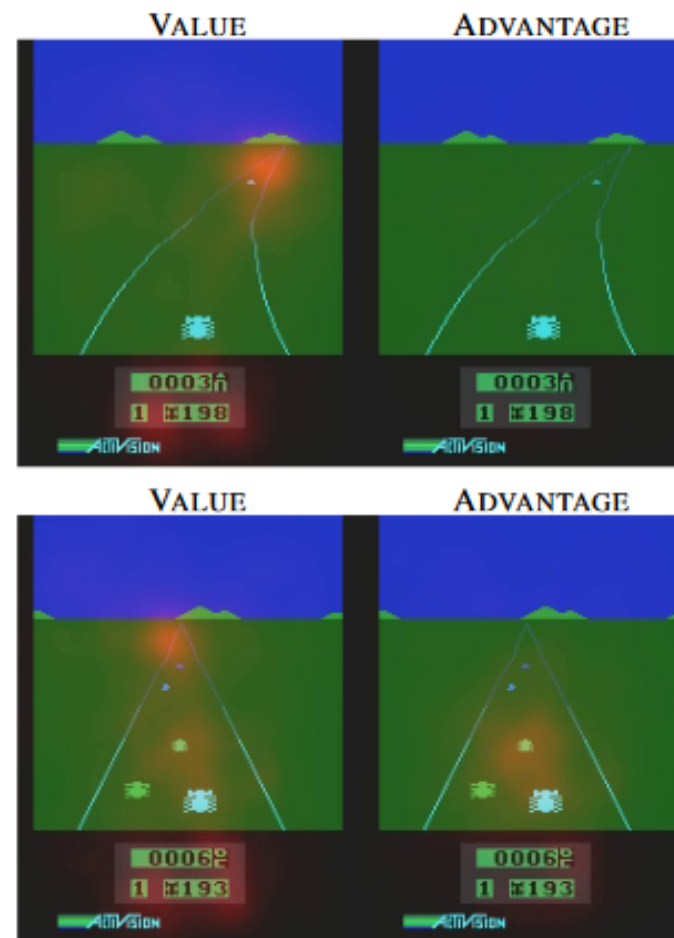 VALUE ADVANTAGE
0003 0003
1 198 1 198
ACTIVISION ACTIVISION
VALUE ADVANTAGE
0006 0006
1 193 1 193
ACTIVISION ACTIVISION